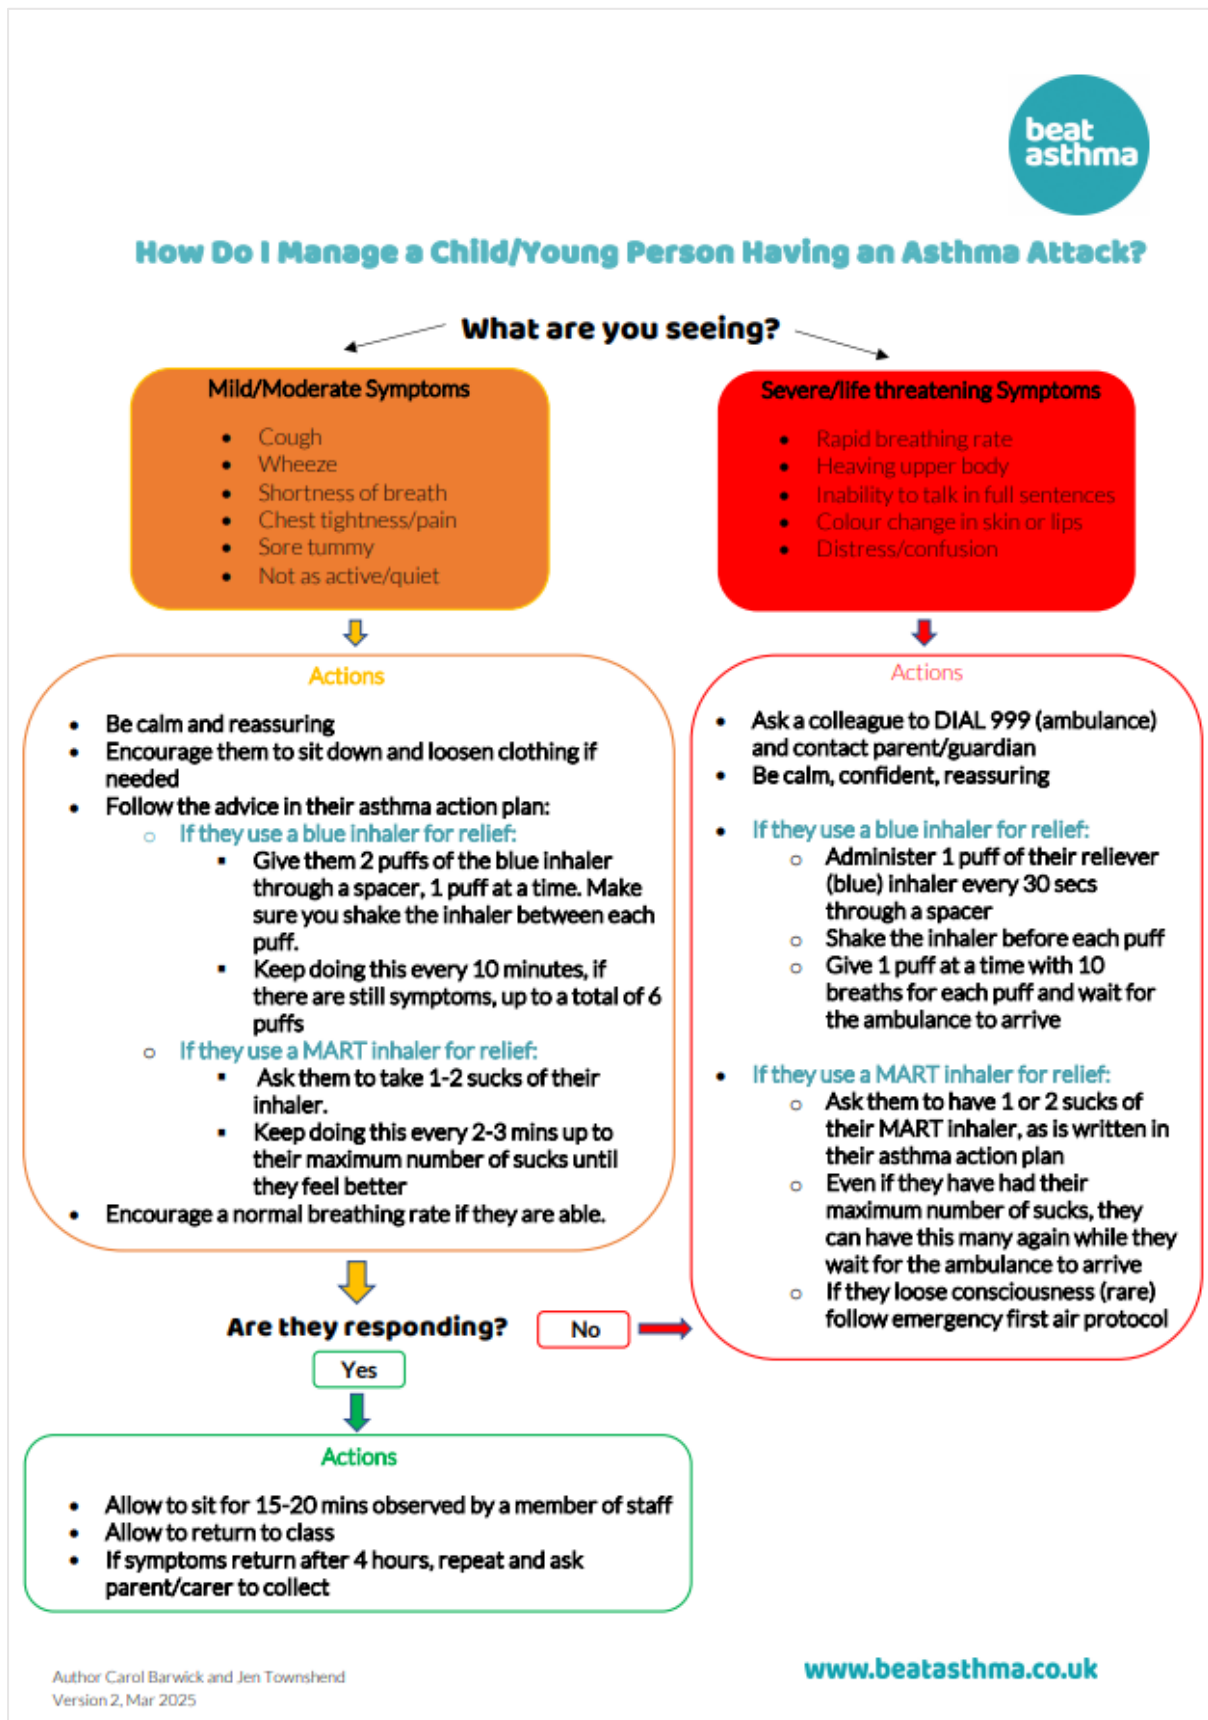 beat
asthma
How Do I Manage a Child/Young Person Having an Asthma Attack?
What are you seeing?
Mild/Moderate Symptoms
• Cough
• Wheeze
• Shortness of breath
• Chest tightness/pain
• Sore tummy
• Not as active/quiet
Severe/life threatening Symptoms
• Rapid breathing rate
• Heaving upper body
• Inability to talk in full sentences
• Colour change in skin or lips
• Distress/confusion
Actions
• Be calm and reassuring
• Encourage them to sit down and loosen clothing if
needed
• Follow the advice in their asthma action plan:
o If they use a blue inhaler for relief:
▪ Give them 2 puffs of the blue inhaler
through a spacer, 1 puff at a time. Make
sure you shake the inhaler between each
puff.
▪ Keep doing this every 10 minutes, if
there are still symptoms, up to a total of 6
puffs
o If they use a MART inhaler for relief:
▪ Ask them to take 1-2 sucks of their
inhaler.
▪ Keep doing this every 2-3 mins up to
their maximum number of sucks until
they feel better
• Encourage a normal breathing rate if they are able.
Actions
• Ask a colleague to DIAL 999 (ambulance)
and contact parent/guardian
• Be calm, confident, reassuring
• If they use a blue inhaler for relief:
o Administer 1 puff of their reliever
(blue) inhaler every 30 secs
through a spacer
o Shake the inhaler before each puff
o Give 1 puff at a time with 10
breaths for each puff and wait for
the ambulance to arrive
• If they use a MART inhaler for relief:
o Ask them to have 1 or 2 sucks of
their MART inhaler, as is written in
their asthma action plan
o Even if they have had their
maximum number of sucks, they
can have this many again while they
wait for the ambulance to arrive
o If they loose consciousness (rare)
follow emergency first air protocol
Are they responding?
No
Yes
Actions
• Allow to sit for 15-20 mins observed by a member of staff
• Allow to return to class
• If symptoms return after 4 hours, repeat and ask
parent/carer to collect
Author Carol Barwick and Jen Townshend
Version 2, Mar 2025
www.beatasthma.co.uk